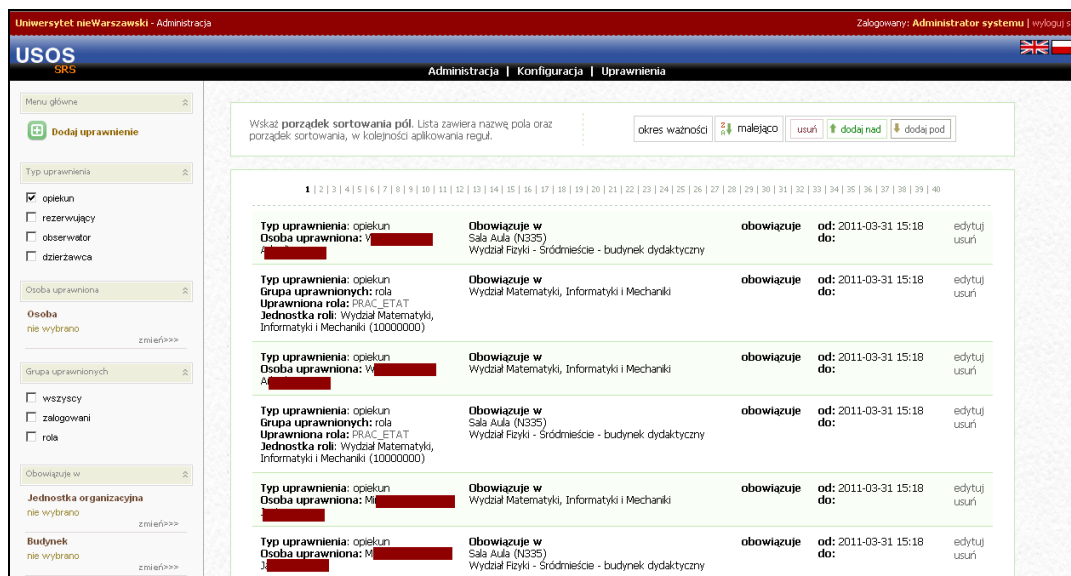 Uniwersytet nieWarszawski - Administracja
Zalogowany: Administrator systemu | wyloguj s
USOS
SRS
Administracja | Konfiguracja | Uprawnienia
Menu główne
Dodaj uprawnienie
Typ uprawnienia
opiekun
rezerwujący
obserwator
dzierżawca
Osoba uprawniona
Osoba
nie wybrano
zmień>>>
Grupa uprawnionych
wszyscy
zalogowani
rola
Obowiązuje w
Jednostka organizacyjna
nie wybrano
zmień>>>
Budynek
nie wybrano
zmień>>>
Wskaż porządek sortowania pól. Lista zawiera nazwę pola oraz
porządek sortowania, w kolejności aplikowania reguł.
okres ważności malejąco usuń dodaj nad dodaj pod
1 | 2 | 3 | 4 | 5 | 6 | 7 | 8 | 9 | 10 | 11 | 12 | 13 | 14 | 15 | 16 | 17 | 18 | 19 | 20 | 21 | 22 | 23 | 24 | 25 | 26 | 27 | 28 | 29 | 30 | 31 | 32 | 33 | 34 | 35 | 36 | 37 | 38 | 39 | 40
Typ uprawnienia: opiekun
Osoba uprawniona:
Obowiązuje w
Sala Aula (N335)
Wydział Fizyki - Śródmieście - budynek dydaktyczny
obowiązuje od: 2011-03-31 15:18
do:
edytuj
usuń
Typ uprawnienia: opiekun
Grupa uprawnionych: rola
Uprawniona rola: PRAC_ETAT
Jednostka roli: Wydział Matematyki,
Informatyki i Mechaniki (10000000)
Obowiązuje w
Wydział Matematyki, Informatyki i Mechaniki
obowiązuje od: 2011-03-31 15:18
do:
edytuj
usuń
Typ uprawnienia: opiekun
Osoba uprawniona: W
A
Obowiązuje w
Wydział Matematyki, Informatyki i Mechaniki
obowiązuje od: 2011-03-31 15:18
do:
edytuj
usuń
Typ uprawnienia: opiekun
Grupa uprawnionych: rola
Uprawniona rola: PRAC_ETAT
Jednostka roli: Wydział Matematyki,
Informatyki i Mechaniki (10000000)
Obowiązuje w
Sala Aula (N335)
Wydział Fizyki - Śródmieście - budynek dydaktyczny
obowiązuje od: 2011-03-31 15:18
do:
edytuj
usuń
Typ uprawnienia: opiekun
Osoba uprawniona: Mi
Obowiązuje w
Wydział Matematyki, Informatyki i Mechaniki
obowiązuje od: 2011-03-31 15:18
do:
edytuj
usuń
Typ uprawnienia: opiekun
Osoba uprawniona: M
Obowiązuje w
Sala Aula (N335)
Wydział Fizyki - Śródmieście - budynek dydaktyczny
obowiązuje od: 2011-03-31 15:18
do:
edytuj
usuń